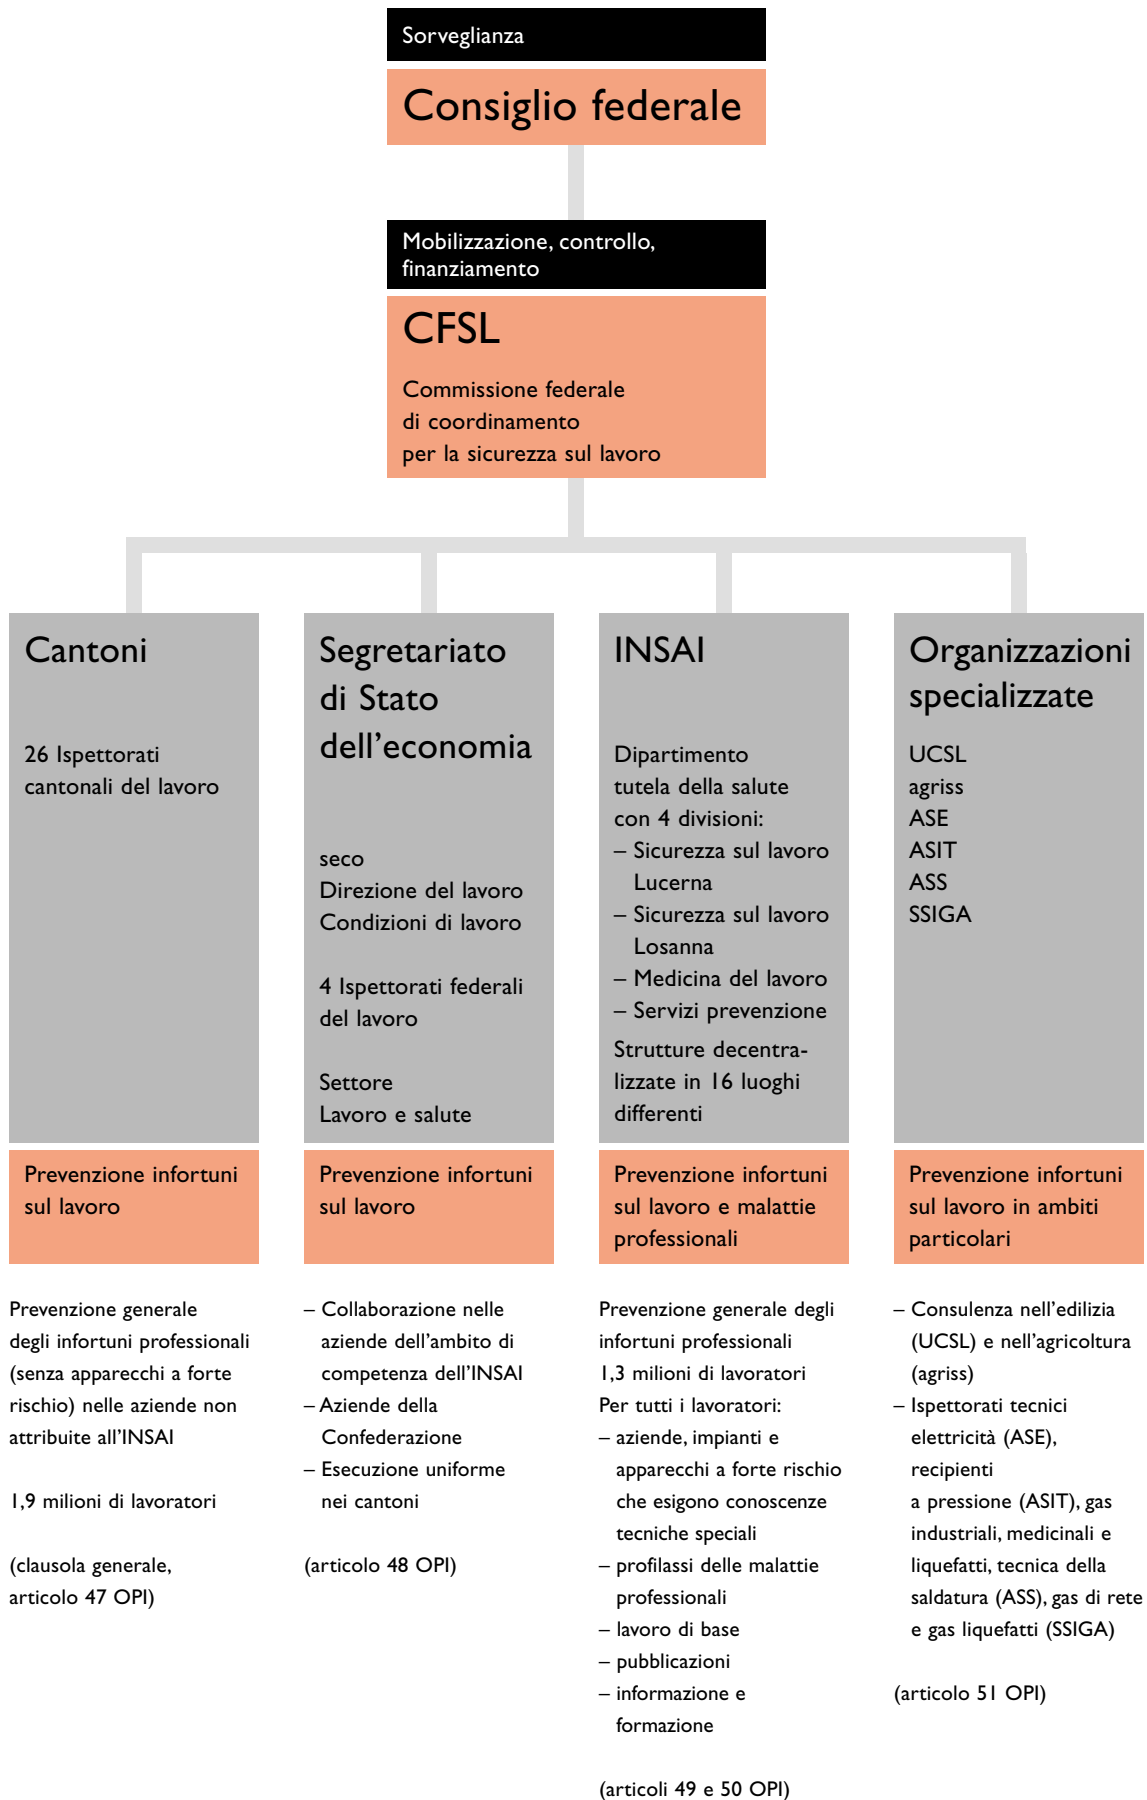 Sorveglianza
Consiglio federale
Mobilizzazione, controllo,
finanziamento
CFSL
Commissione federale
di coordinamento
per la sicurezza sul lavoro
Cantoni
26 Ispettorati
cantonali del lavoro
Prevenzione infortuni
sul lavoro
Prevenzione generale
degli infortuni professionali
(senza apparecchi a forte
rischio) nelle aziende non
attribuite all’INSAI
1,9 milioni di lavoratori
(clausola generale,
articolo 47 OPI)
Segretariato
di Stato
dell’economia
seco
Direzione del lavoro
Condizioni di lavoro
4 Ispettorati federali
del lavoro
Settore
Lavoro e salute
Prevenzione infortuni
sul lavoro
– Collaborazione nelle
aziende dell’ambito di
competenza dell’INSAI
– Aziende della
Confederazione
– Esecuzione uniforme
nei cantoni
(articolo 48 OPI)
INSAI
Dipartimento
tutela della salute
con 4 divisioni:
– Sicurezza sul lavoro
Lucerna
– Sicurezza sul lavoro
Losanna
– Medicina del lavoro
– Servizi prevenzione
Strutture decentra-
lizzate in 16 luoghi
differenti
Prevenzione infortuni
sul lavoro e malattie
professionali
Prevenzione generale degli
infortuni professionali
1,3 milioni di lavoratori
Per tutti i lavoratori:
– aziende, impianti e
apparecchi a forte rischio
che esigono conoscenze
tecniche speciali
– profilassi delle malattie
professionali
– lavoro di base
– pubblicazioni
– informazione e
formazione
(articoli 49 e 50 OPI)
Organizzazioni
specializzate
UCSL
agriss
ASE
ASIT
ASS
SSIGA
Prevenzione infortuni
sul lavoro in ambiti
particolari
– Consulenza nell’edilizia
(UCSL) e nell’agricoltura
(agriss)
– Ispettorati tecnici
elettricità (ASE),
recipienti
a pressione (ASIT), gas
industriali, medicinali e
liquefatti, tecnica della
saldatura (ASS), gas di rete
e gas liquefatti (SSIGA)
(articolo 51 OPI)